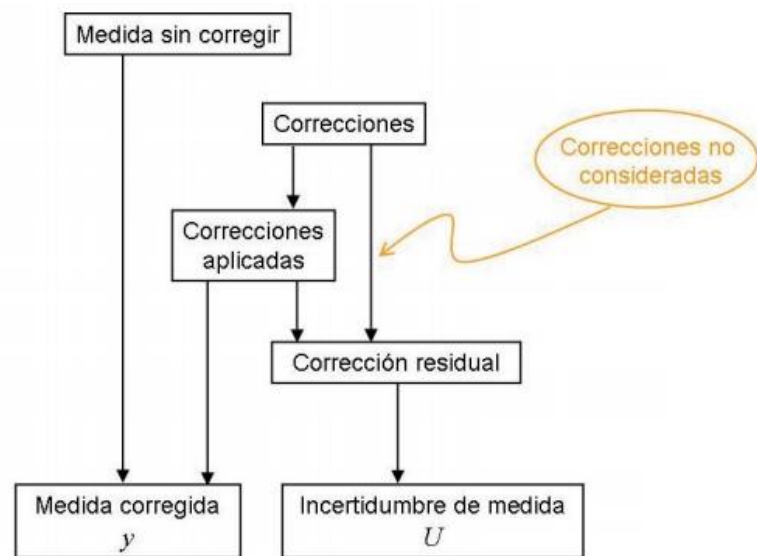 Medida sin corregir
Correcciones
Correcciones no
consideradas
Correcciones
aplicadas
Corrección residual
Medida corregida
y
Incertidumbre de medida
U